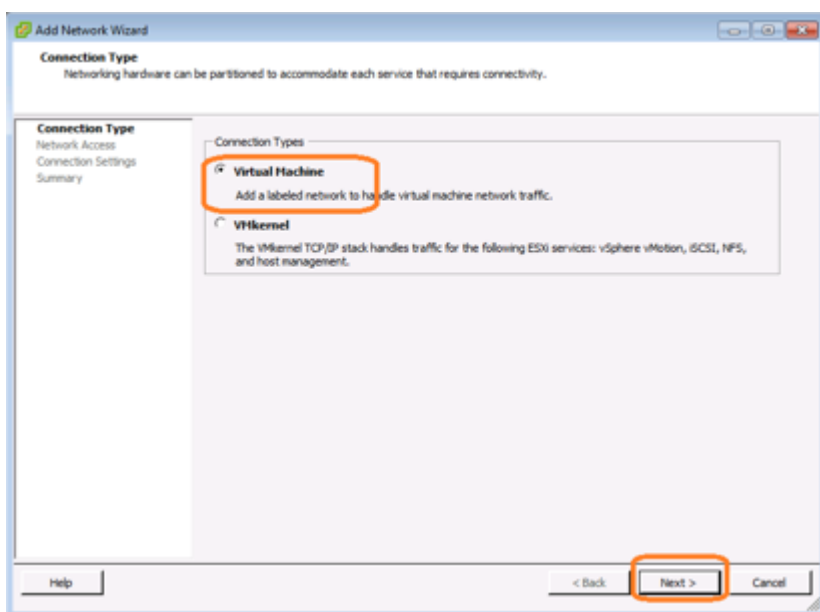 Add Network Wizard
Connection Type
Networking hardware can be partitioned to accommodate each service that requires connectivity.
Connection Type
Network Access
Connection Settings
Summary
Connection Types
Virtual Machine
Add a labeled network to handle virtual machine network traffic.
VMkernel
The VMkernel TCP/IP stack handles traffic for the following ESXi services: vSphere vMotion, iSCSI, NFS,
and host management.
Help
< Back
Next >
Cancel